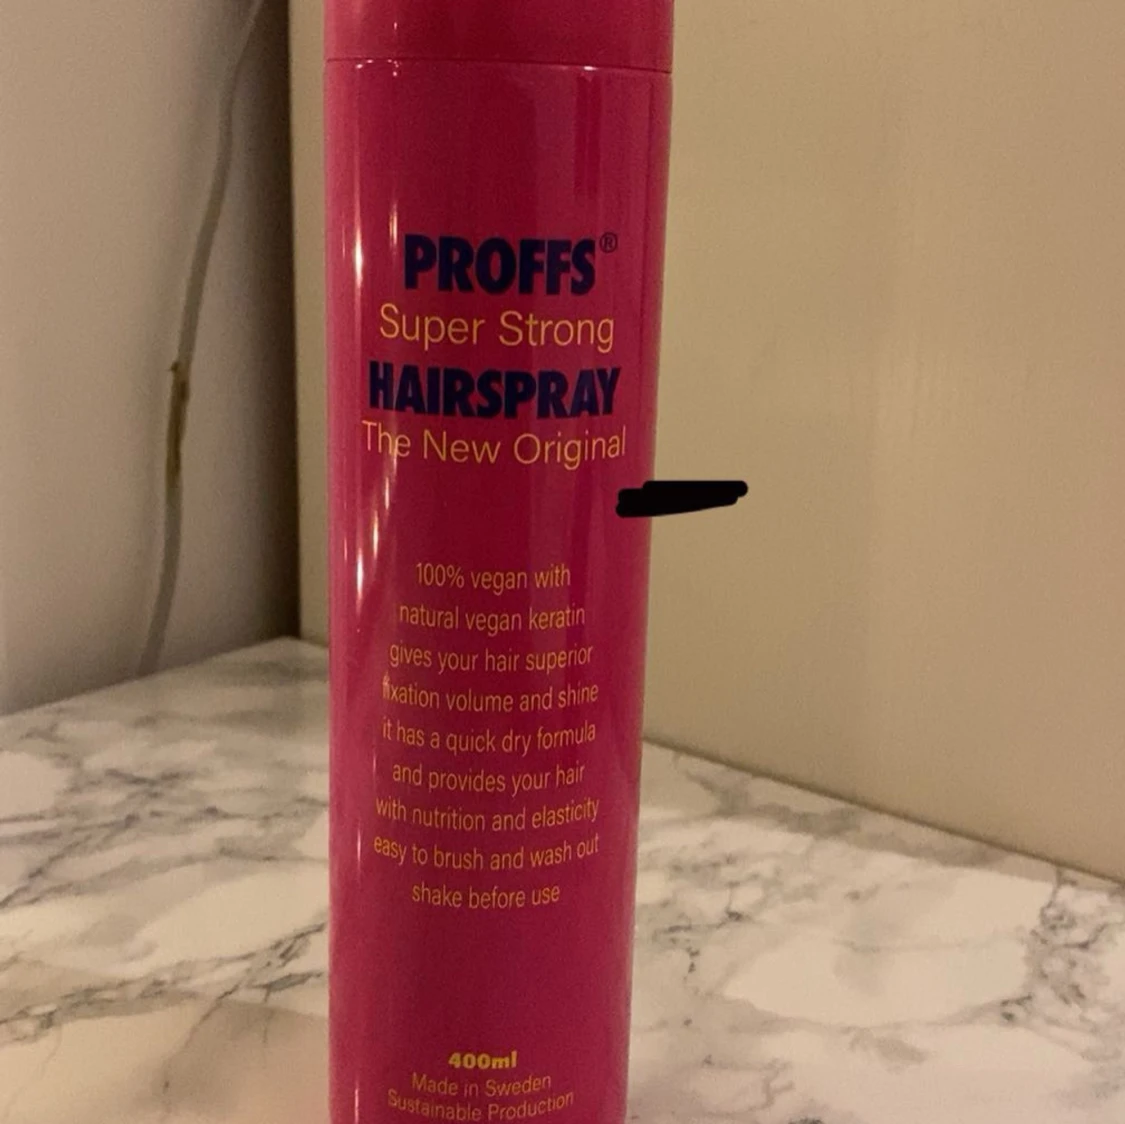 PROFFS®
Super Strong
HAIRSPRAY
The New Original
100% vegan with
natural vegan keratin
gives your hair superior
fixation volume and shine
it has a quick dry formula
and provides your hair
with nutrition and elasticity
easy to brush and wash out
shake before use
400ml
Made in Sweden
Sustainable Production